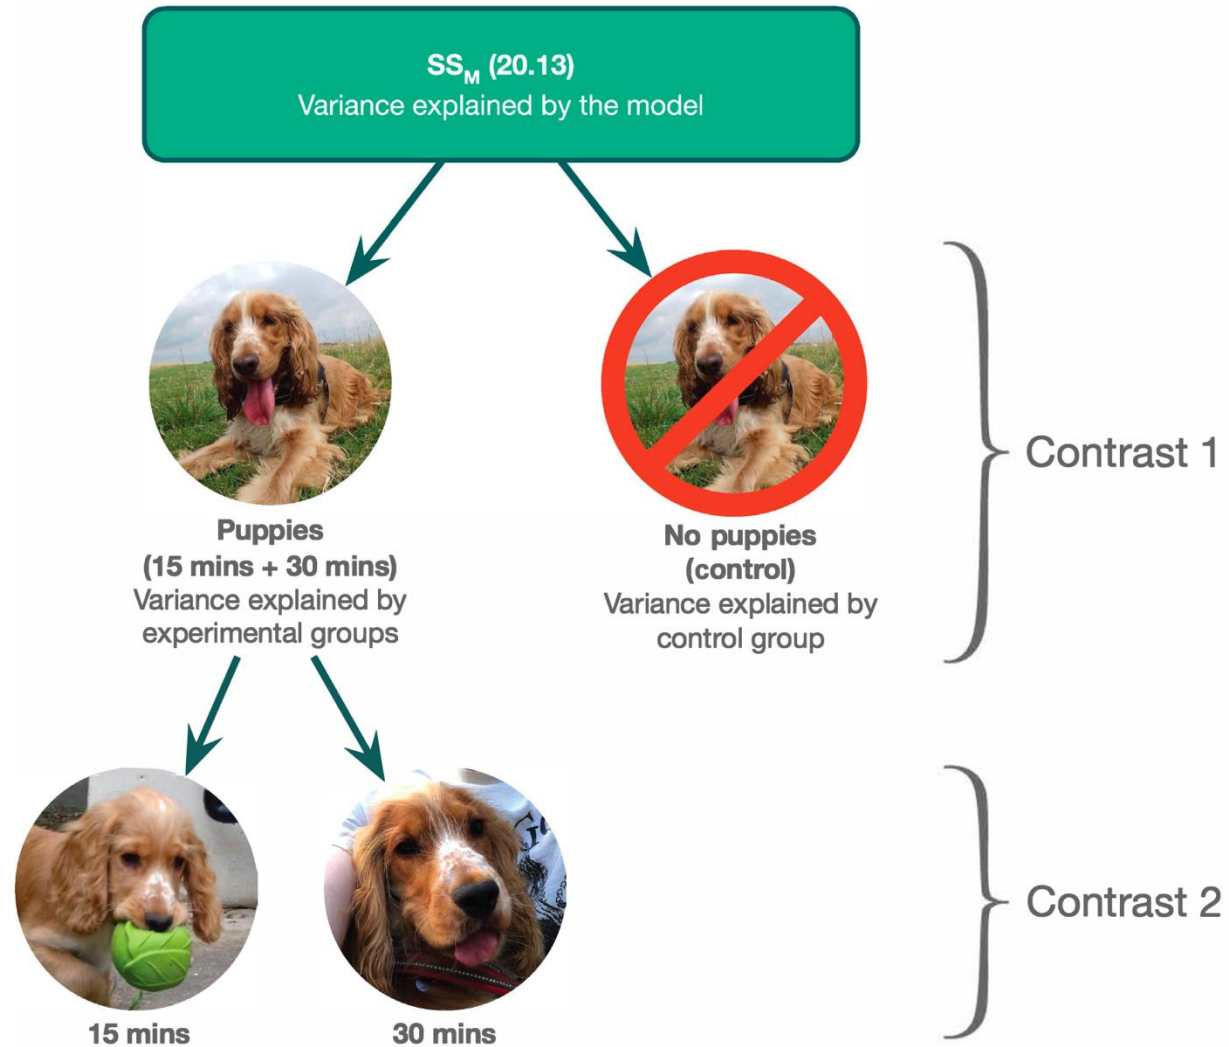 SSM (20.13)
Variance explained by the model
Puppies
(15 mins + 30 mins)
Variance explained by
experimental groups
No puppies
(control)
Variance explained by
control group
Contrast 1
15 mins
30 mins
Contrast 2